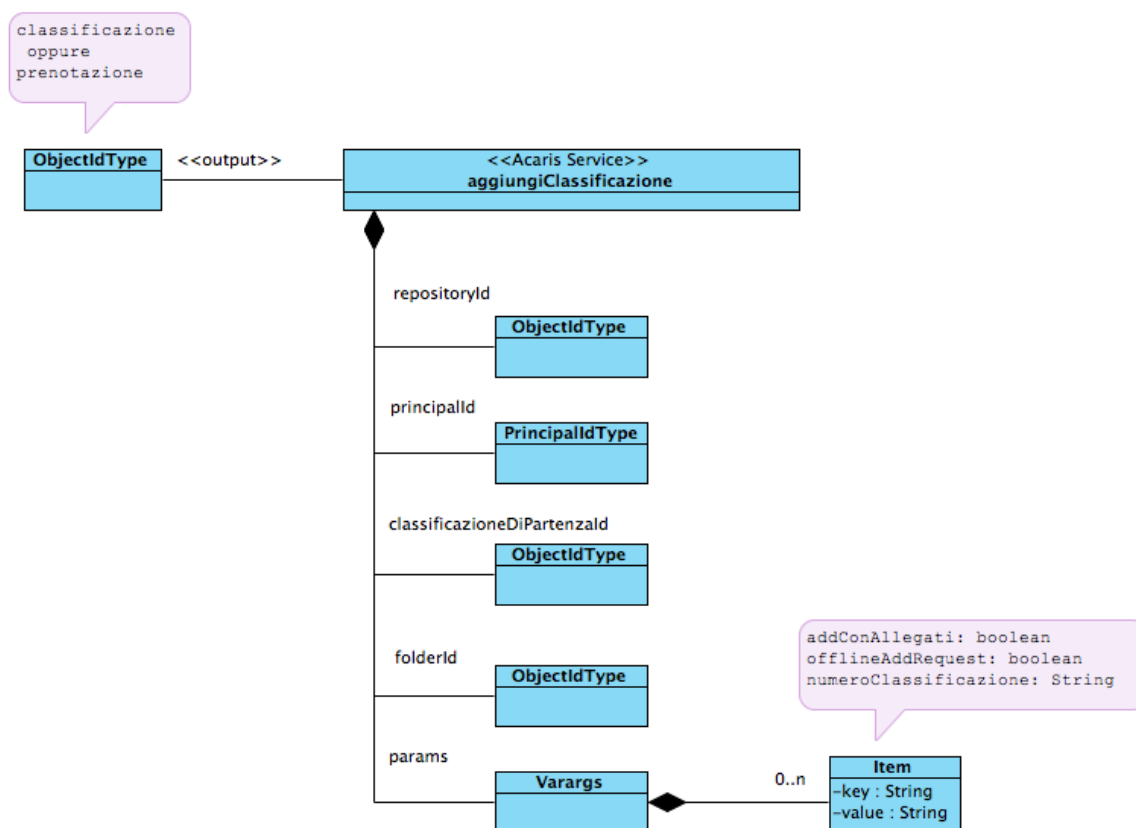 classificazione
oppure
prenotazione
ObjectIdType
<<output>>
<<Acaris Service>>
aggiungiClassificazione
repositoryId
ObjectIdType
principalId
PrincipalIdType
classificazioneDiPartenzaId
ObjectIdType
folderId
ObjectIdType
addConAllegati: boolean
offlineAddRequest: boolean
numeroClassificazione: String
params
Varargs
0..n
Item
-key : String
-value : String